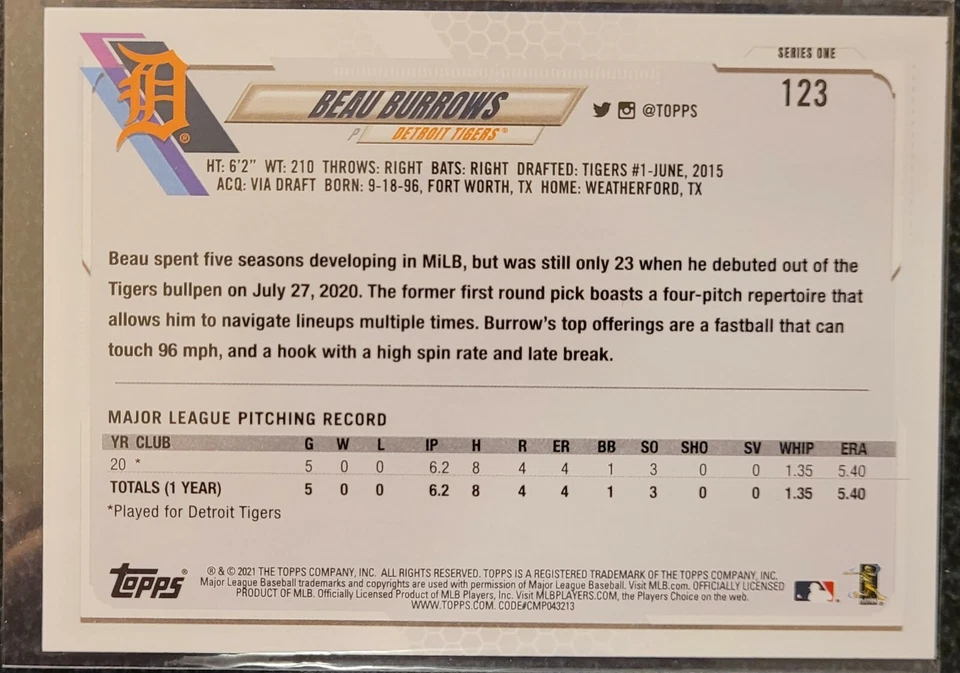 SERIES ONE
123
D®
BEAU BURROWS
@TOPPS
P DETROIT TIGERS®
HT: 6'2" WT: 210 THROWS: RIGHT BATS: RIGHT DRAFTED: TIGERS #1-JUNE, 2015
ACQ: VIA DRAFT BORN: 9-18-96, FORT WORTH, TX HOME: WEATHERFORD, TX
Beau spent five seasons developing in MiLB, but was still only 23 when he debuted out of the
Tigers bullpen on July 27, 2020. The former first round pick boasts a four-pitch repertoire that
allows him to navigate lineups multiple times. Burrow's top offerings are a fastball that can
touch 96 mph, and a hook with a high spin rate and late break.
MAJOR LEAGUE PITCHING RECORD
YR CLUB G W L IP H R ER BB SO SHO SV WHIP ERA
20 * 5 0 0 6.2 8 4 4 1 3 0 0 1.35 5.40
TOTALS (1 YEAR) 5 0 0 6.2 8 4 4 1 3 0 0 1.35 5.40
*Played for Detroit Tigers
TOPPS®
® & © 2021 THE TOPPS COMPANY, INC. ALL RIGHTS RESERVED. TOPPS IS A REGISTERED TRADEMARK OF THE TOPPS COMPANY, INC.
Major League Baseball trademarks and copyrights are used with permission of Major League Baseball. Visit MLB.com. OFFICIALLY LICENSED
PRODUCT OF MLB. Officially Licensed Product of MLB Players, Inc. Visit MLBPLAYERS.COM, the Players Choice on the web.
WWW.TOPPS.COM. CODE#CMP043213